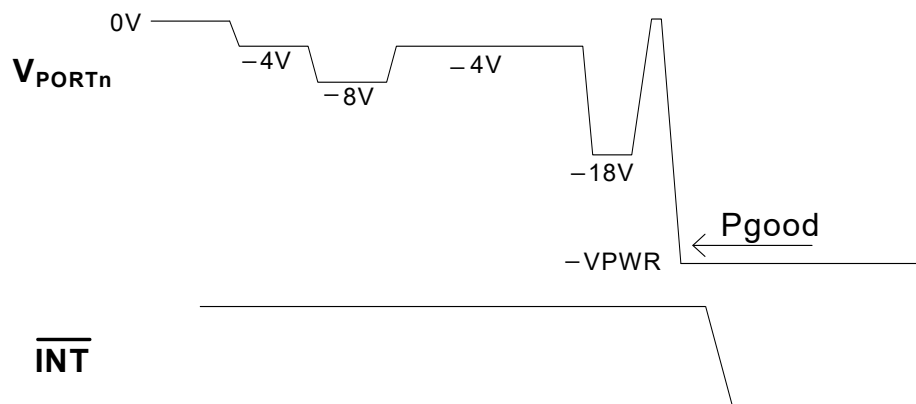 0V
VPORTn
−4V
−8V
−4V
−18V
Pgood
−VPWR
INT